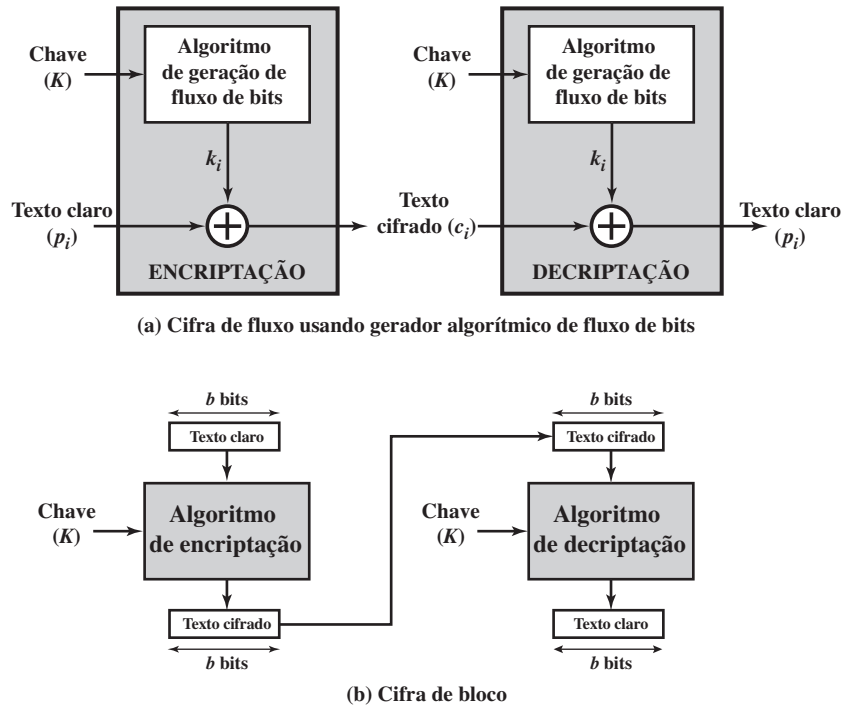 Chave
(K)
Algoritmo
de geração de
fluxo de bits
k_i
Texto claro
(p_i)
ENCRIPTAÇÃO
Texto
cifrado (c_i)
Chave
(K)
Algoritmo
de geração de
fluxo de bits
k_i
Texto claro
(p_i)
DECRIPTAÇÃO
(a) Cifra de fluxo usando gerador algorítmico de fluxo de bits
b bits
Texto claro
Chave
(K)
Algoritmo
de encriptação
Texto cifrado
b bits
b bits
Texto cifrado
Chave
(K)
Algoritmo
de decriptação
Texto claro
b bits
(b) Cifra de bloco